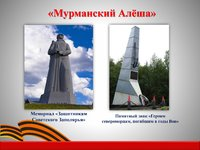 «Мурманский Алёша»
Мемориал «Защитникам
Советского Заполярья»
Памятный знак «Героям
североморцам, погибшим в годы Вов»